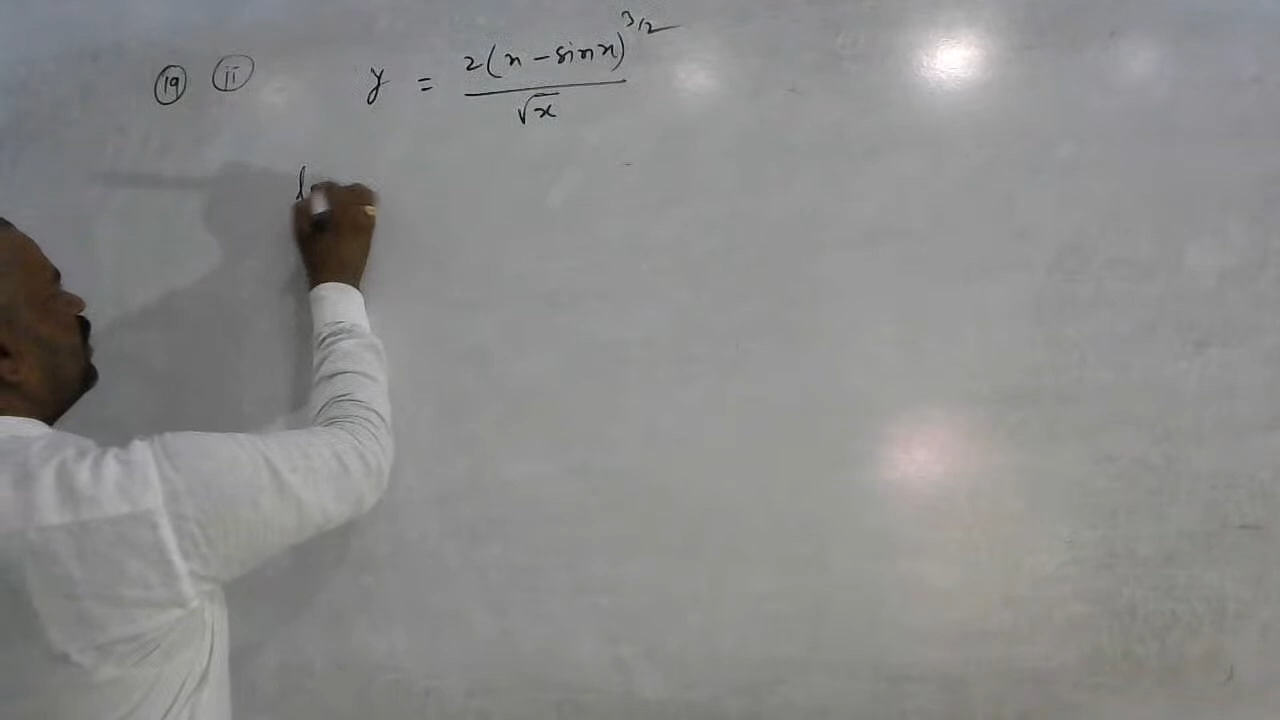 (19) (ii) y = 2(x - sin x)^3/2 / √x